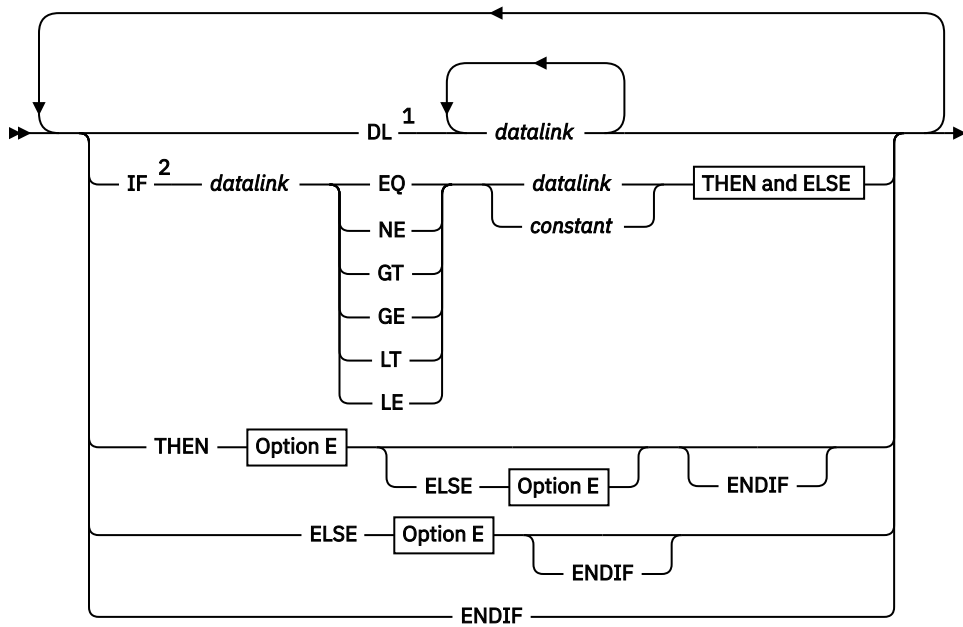 DL 1 datalink
IF 2 datalink EQ datalink THEN and ELSE
NE constant
GT
GE
LT
LE
THEN Option E
ELSE Option E ENDIF
ELSE Option E
ENDIF
ENDIF